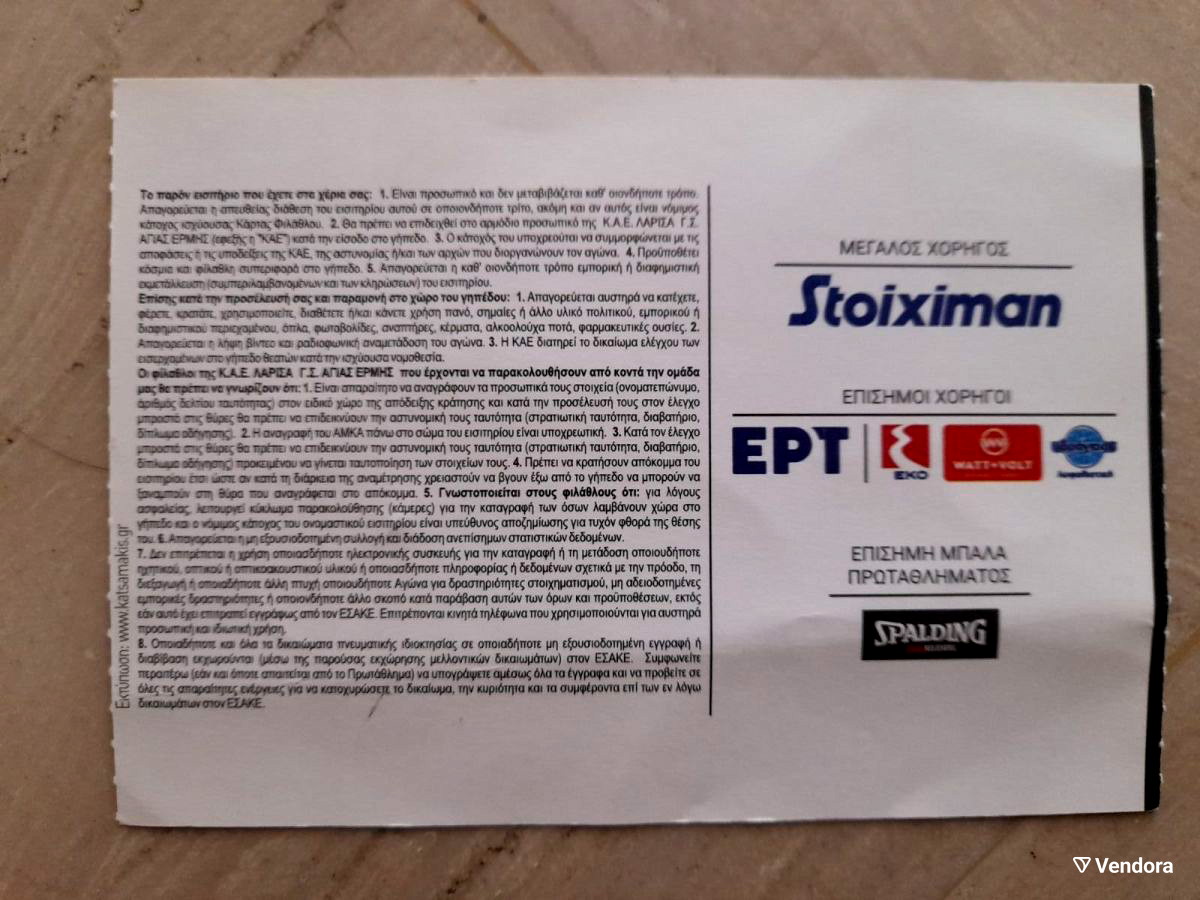 Το παρόν εισιτήριο που έχετε στα χέρια σας: 1. Είναι προσωπικό και δεν μεταβιβάζεται καθ' οιονδήποτε τρόπο.
Απαγορεύεται η απευθείας διάθεση του εισιτηρίου αυτού σε οποιονδήποτε τρίτο, ακόμη και αν αυτός είναι νόμιμος
κάτοχος ισχύουσας Κάρτας Φιλάθλου. 2. Θα πρέπει να επιδειχθεί στο αρμόδιο προσωπικό της Κ.Α.Ε. ΛΑΡΙΣΑ Γ.Σ.
ΑΓΙΑΣ ΕΡΜΗΣ (εφεξής η "ΚΑΕ") κατά την είσοδο στο γήπεδο. 3. Ο κάτοχός του υποχρεούται να συμμορφώνεται με τις
αποφάσεις ή τις υποδείξεις της ΚΑΕ, της αστυνομίας ή/και των αρχών που διοργανώνουν τον αγώνα. 4. Προϋποθέτει
κόσμια και φίλαθλη συμπεριφορά στο γήπεδο. 5. Απαγορεύεται η καθ' οιονδήποτε τρόπο εμπορική ή διαφημιστική
εκμετάλλευση (συμπεριλαμβανομένων και των κληρώσεων) του εισιτηρίου.
Επίσης κατά την προσέλευσή σας και παραμονή στο χώρο του γηπέδου: 1. Απαγορεύεται αυστηρά να κατέχετε,
φέρετε, κρατάτε, χρησιμοποιείτε, διαθέτετε ή/και κάνετε χρήση πανό, σημαίες ή άλλο υλικό πολιτικού, εμπορικού ή
διαφημιστικού περιεχομένου, όπλα, φωτοβολίδες, αναπτήρες, κέρματα, αλκοολούχα ποτά, φαρμακευτικές ουσίες. 2.
Απαγορεύεται η λήψη βίντεο και ραδιοφωνική αναμετάδοση του αγώνα. 3. Η ΚΑΕ διατηρεί το δικαίωμα ελέγχου των
εισερχομένων στο γήπεδο θεατών κατά την ισχύουσα νομοθεσία.
Οι φίλαθλοι της Κ.Α.Ε. ΛΑΡΙΣΑ Γ.Σ. ΑΓΙΑΣ ΕΡΜΗΣ που έρχονται να παρακολουθήσουν από κοντά την ομάδα
μας θα πρέπει να γνωρίζουν ότι: 1. Είναι απαραίτητο να αναγράφουν τα προσωπικά τους στοιχεία (ονοματεπώνυμο,
αριθμός δελτίου ταυτότητας) στον ειδικό χώρο της απόδειξης κράτησης και κατά την προσέλευσή τους στον έλεγχο
μπροστά στις θύρες θα πρέπει να επιδεικνύουν την αστυνομική τους ταυτότητα (στρατιωτική ταυτότητα, διαβατήριο,
δίπλωμα οδήγησης). 2. Η αναγραφή του ΑΜΚΑ πάνω στο σώμα του εισιτηρίου είναι υποχρεωτική. 3. Κατά τον έλεγχο
μπροστά στις θύρες θα πρέπει να επιδεικνύουν την αστυνομική τους ταυτότητα (στρατιωτική ταυτότητα, διαβατήριο,
δίπλωμα οδήγησης) προκειμένου να γίνεται ταυτοποίηση των στοιχείων τους. 4. Πρέπει να κρατήσουν απόκομμα του
εισιτηρίου έτσι ώστε αν κατά τη διάρκεια της αναμέτρησης χρειαστούν να βγουν έξω από το γήπεδο να μπορούν να
ξαναμπούν στη θύρα που αναγράφεται στο απόκομμα. 5. Γνωστοποιείται στους φιλάθλους ότι: για λόγους
ασφαλείας, λειτουργεί κύκλωμα παρακολούθησης (κάμερες) για την καταγραφή των όσων λαμβάνουν χώρα στο
γήπεδο και ο νόμιμος κάτοχος του ονομαστικού εισιτηρίου είναι υπεύθυνος αποζημίωσης για τυχόν φθορά της θέσης
του. 6. Απαγορεύεται η μη εξουσιοδοτημένη συλλογή και διάδοση ανεπίσημων στατιστικών δεδομένων.
7. Δεν επιτρέπεται η χρήση οποιασδήποτε ηλεκτρονικής συσκευής για την καταγραφή ή τη μετάδοση οποιουδήποτε
ηχητικού, οπτικού ή οπτικοακουστικού υλικού ή οποιασδήποτε πληροφορίας ή δεδομένων σχετικά με την πρόοδο, τη
διεξαγωγή ή οποιαδήποτε άλλη πτυχή οποιουδήποτε Αγώνα για δραστηριότητες στοιχηματισμού, μη αδειοδοτημένες
εμπορικές δραστηριότητες ή οποιονδήποτε άλλο σκοπό κατά παράβαση αυτών των όρων και προϋποθέσεων, εκτός
εάν αυτό έχει επιτραπεί εγγράφως από τον ΕΣΑΚΕ. Επιτρέπονται κινητά τηλέφωνα που χρησιμοποιούνται για αυστηρά
προσωπική και ιδιωτική χρήση.
8. Οποιαδήποτε και όλα τα δικαιώματα πνευματικής ιδιοκτησίας σε οποιαδήποτε μη εξουσιοδοτημένη εγγραφή ή
διαβίβαση εκχωρούνται (μέσω της παρούσας εκχώρησης μελλοντικών δικαιωμάτων) στον ΕΣΑΚΕ. Συμφωνείτε
περαιτέρω (εάν και όποτε απαιτείται από το Πρωτάθλημα) να υπογράψετε αμέσως όλα τα έγγραφα και να προβείτε σε
όλες τις απαραίτητες ενέργειες για να κατοχυρώσετε το δικαίωμα, την κυριότητα και τα συμφέροντα επί των εν λόγω
δικαιωμάτων στον ΕΣΑΚΕ.
Εκτύπωση: www.katsamakis.gr
ΜΕΓΑΛΟΣ ΧΟΡΗΓΟΣ
Stoiximan
ΕΠΙΣΗΜΟΙ ΧΟΡΗΓΟΙ
ΕΡΤ
ΕΚΟ
WATT+VOLT
ΕΠΙΣΗΜΗ ΜΠΑΛΑ
ΠΡΩΤΑΘΛΗΜΑΤΟΣ
SPALDING
Vendora